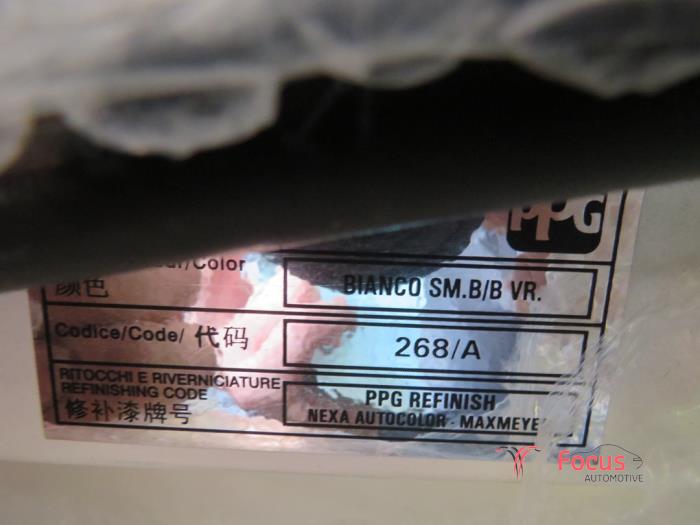 PPG
/Color
颜色
BIANCO SM.B/B VR.
Codice/Code/ 代码
268/A
RITOCCHI E RIVERNICIATURE
REFINISHING CODE
修补漆牌号
PPG REFINISH
NEXA AUTOCOLOR - MAXMEYE
Focus
AUTOMOTIVE